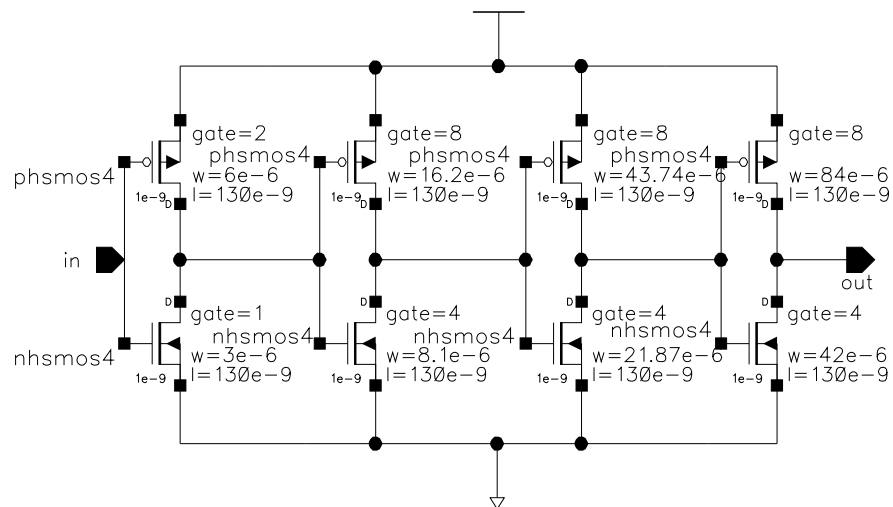 gate=2
phsmos4
w=6e-6
l=130e-9
1e-9
D
gate=8
phsmos4
w=16.2e-6
l=130e-9
1e-9
D
gate=8
phsmos4
w=43.74e-6
l=130e-9
1e-9
D
gate=8
phsmos4
w=84e-6
l=130e-9
1e-9
D
in
out
D
gate=1
nhsmos4
w=3e-6
l=130e-9
1e-9
D
gate=4
nhsmos4
w=8.1e-6
l=130e-9
1e-9
D
gate=4
nhsmos4
w=21.87e-6
l=130e-9
1e-9
D
gate=4
nhsmos4
w=42e-6
l=130e-9
1e-9